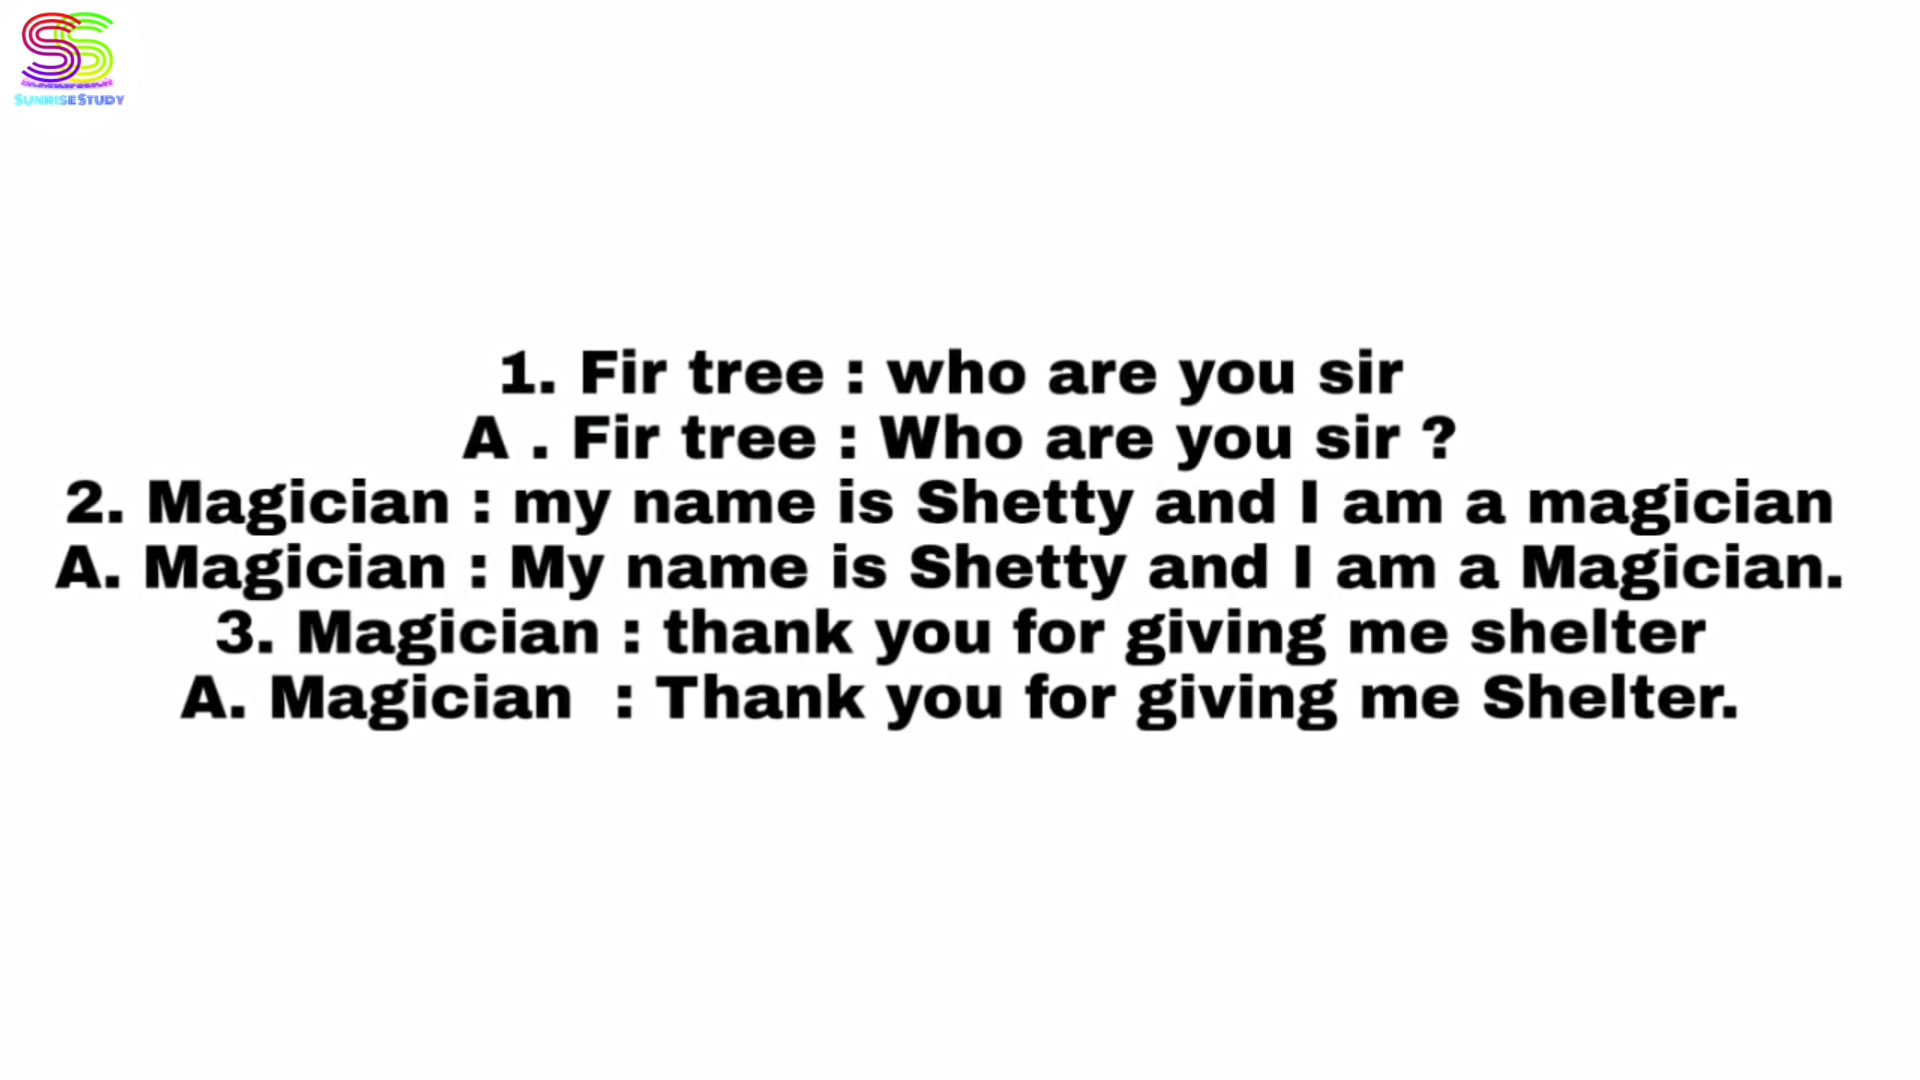 SUNRISE STUDY
1. Fir tree : who are you sir
A . Fir tree : Who are you sir ?
2. Magician : my name is Shetty and I am a magician
A. Magician : My name is Shetty and I am a Magician.
3. Magician : thank you for giving me shelter
A. Magician  : Thank you for giving me Shelter.